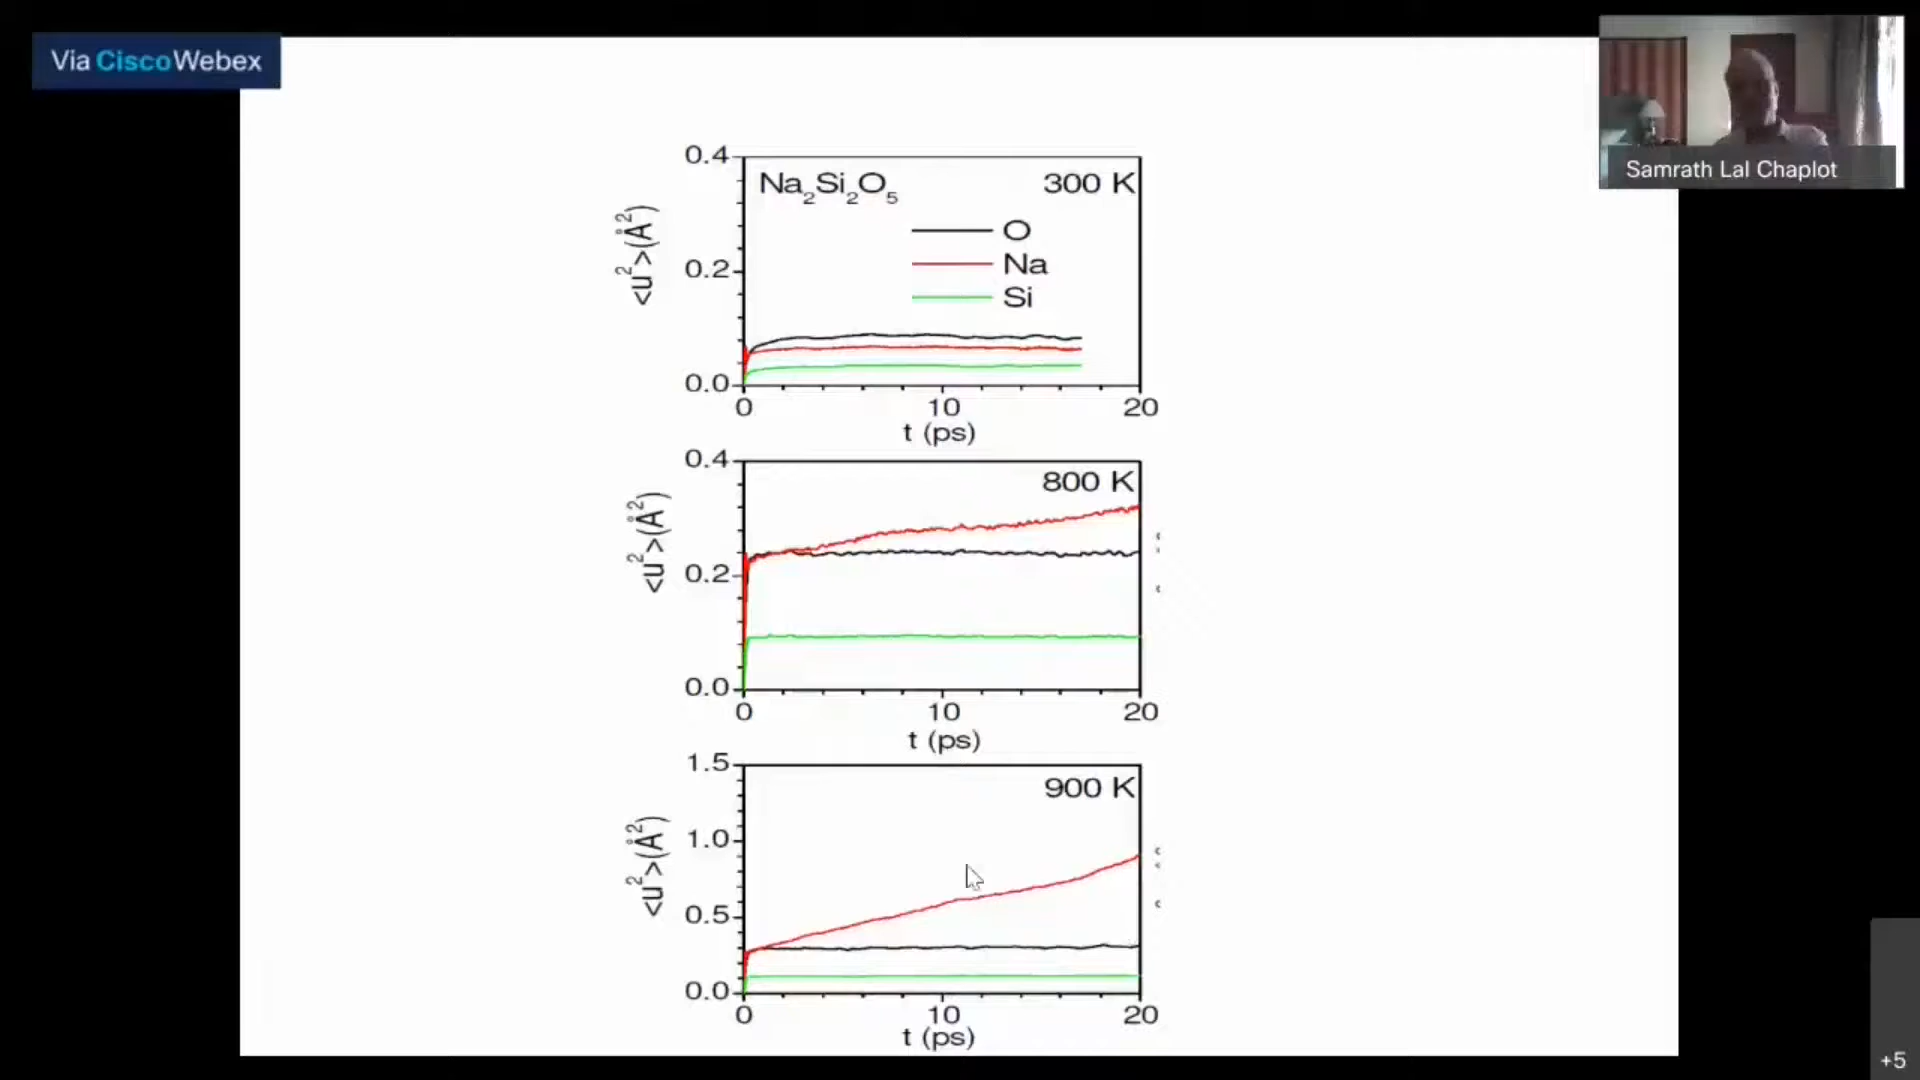 Via Cisco Webex
Samrath Lal Chaplot
0.4
Na₂Si₂O₅
300 K
O
<u²>(Å²)
Na
0.2
Si
0.0
0 10 20
t (ps)
0.4
800 K
<u²>(Å²)
0.2
0.0
0 10 20
t (ps)
1.5
900 K
1.0
<u²>(Å²)
0.5
0.0
0 10 20
t (ps)
+5